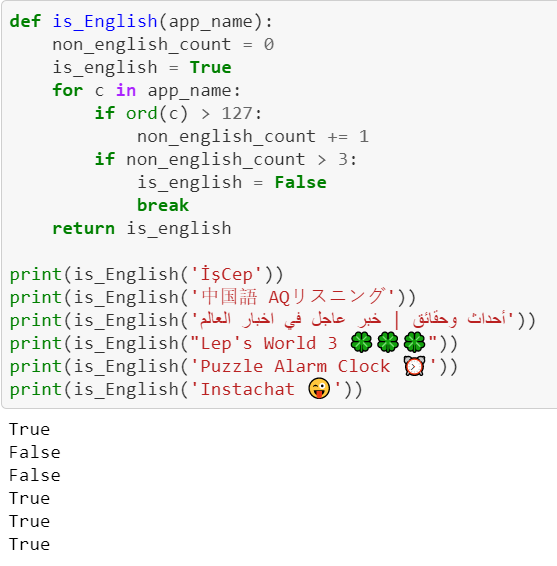 def is_English(app_name):
    non_english_count = 0
    is_english = True
    for c in app_name:
        if ord(c) > 127:
            non_english_count += 1
        if non_english_count > 3:
            is_english = False
            break
    return is_english

print(is_English('İşCep'))
print(is_English('中国語 AQリスニング'))
print(is_English('أحداث وحقائق | خبر عاجل في اخبار العالم'))
print(is_English("Lep's World 3 🍀🍀🍀"))
print(is_English('Puzzle Alarm Clock ⏰'))
print(is_English('Instachat 😜'))
True
False
False
True
True
True